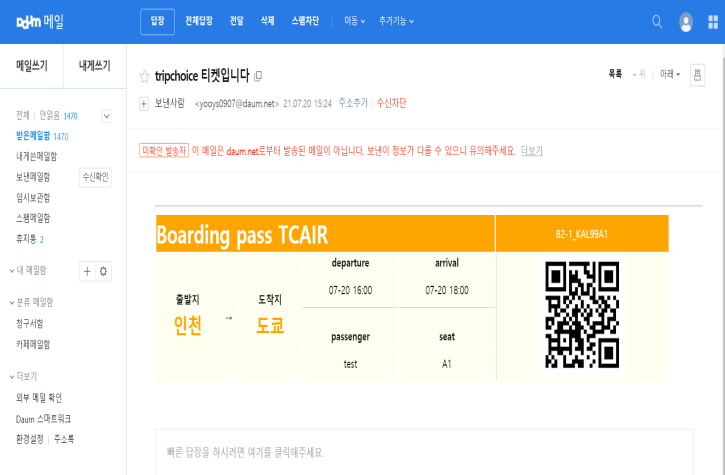 Daum 메일
답장 전체답장 전달 삭제 스팸차단 이동 추가기능
메일쓰기 내게쓰기
전체 안읽음 1470
받은메일함 1470
내게쓴메일함
보낸메일함 수신확인
임시보관함
스팸메일함
휴지통 2
내 메일함
분류 메일함
청구서함
카페메일함
더보기
외부 메일 확인
Daum 스마트워크
환경설정 주소록
tripchoice 티켓입니다
목록 위 아래
보낸사람 <yooys0907@daum.net> 21.07.20 15:24 주소추가 수신차단
미확인 발송자 이 메일은 daum.net로부터 발송된 메일이 아닙니다. 보낸이 정보가 다를 수 있으니 유의해주세요. 더보기
Boarding pass TCAIR
82-1_KAL99A1
departure arrival
07-20 16:00 07-20 18:00
출발지 → 도착지
인천 도쿄
passenger seat
test A1
빠른 답장을 하시려면 여기를 클릭해주세요.